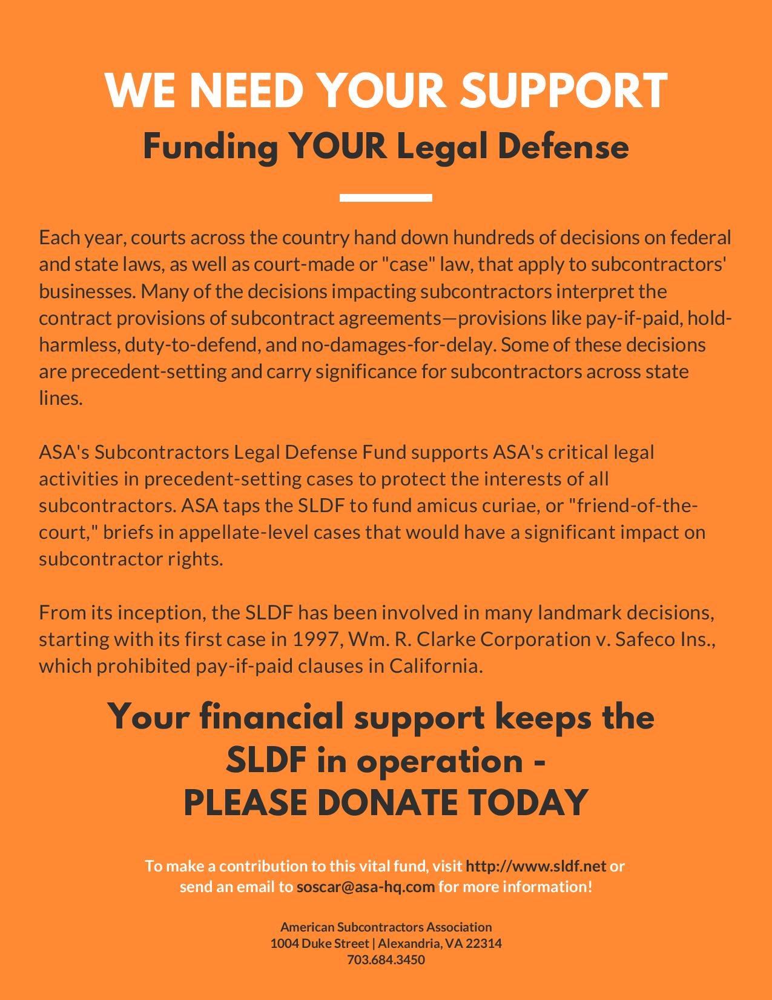 WE NEED YOUR SUPPORT
Funding YOUR Legal Defense
Each year, courts across the country hand down hundreds of decisions on federal
and state laws, as well as court-made or "case" law, that apply to subcontractors'
businesses. Many of the decisions impacting subcontractors interpret the
contract provisions of subcontract agreements—provisions like pay-if-paid, hold-
harmless, duty-to-defend, and no-damages-for-delay. Some of these decisions
are precedent-setting and carry significance for subcontractors across state
lines.
ASA's Subcontractors Legal Defense Fund supports ASA's critical legal
activities in precedent-setting cases to protect the interests of all
subcontractors. ASA taps the SLDF to fund amicus curiae, or "friend-of-the-
court," briefs in appellate-level cases that would have a significant impact on
subcontractor rights.
From its inception, the SLDF has been involved in many landmark decisions,
starting with its first case in 1997, Wm. R. Clarke Corporation v. Safeco Ins.,
which prohibited pay-if-paid clauses in California.
Your financial support keeps the
SLDF in operation -
PLEASE DONATE TODAY
To make a contribution to this vital fund, visit http://www.sldf.net or
send an email to soscar@asa-hq.com for more information!
American Subcontractors Association
1004 Duke Street | Alexandria, VA 22314
703.684.3450